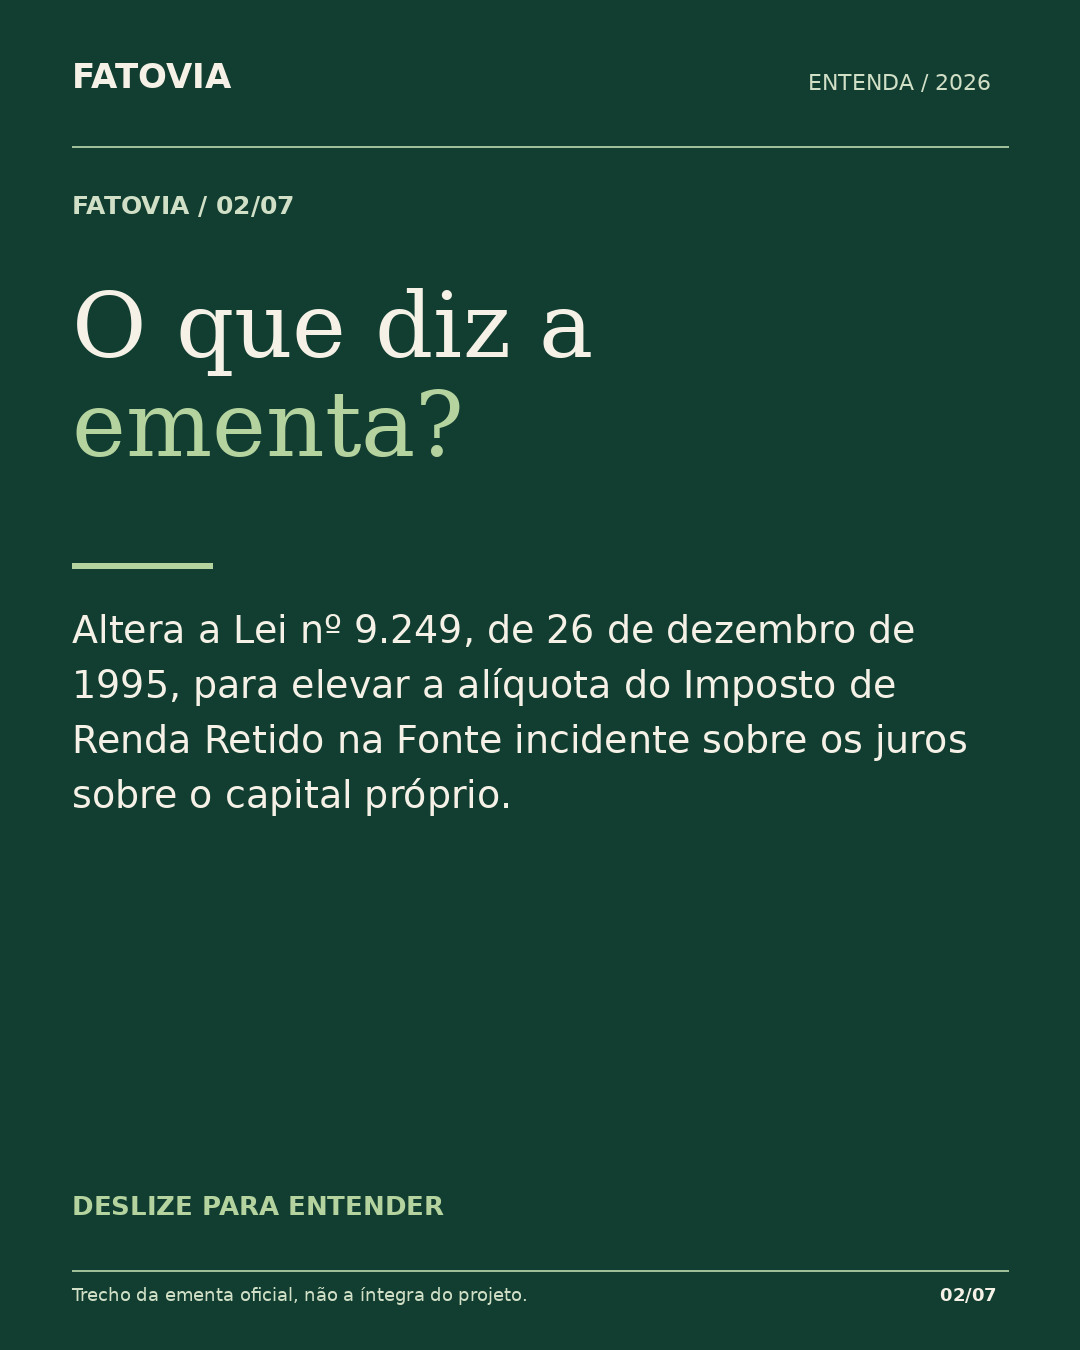 FATOVIA
ENTENDA / 2026
FATOVIA / 02/07
O que diz a
ementa?
Altera a Lei nº 9.249, de 26 de dezembro de
1995, para elevar a alíquota do Imposto de
Renda Retido na Fonte incidente sobre os juros
sobre o capital próprio.
DESLIZE PARA ENTENDER
Trecho da ementa oficial, não a íntegra do projeto.
02/07